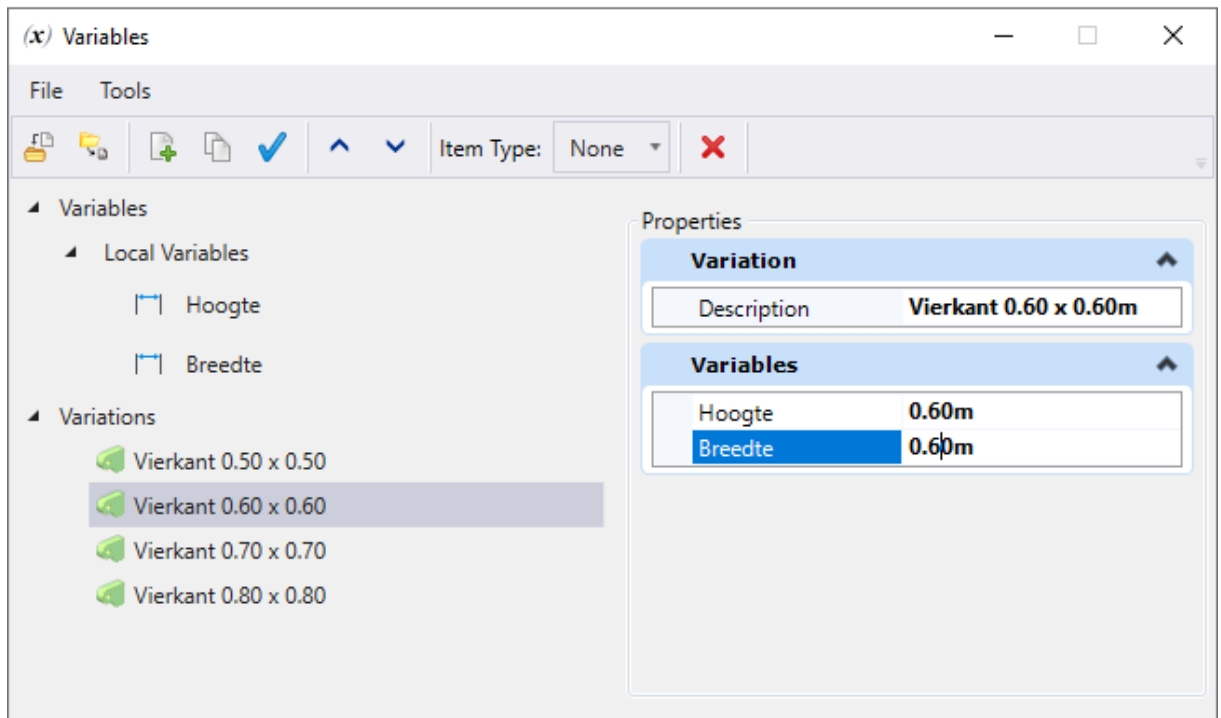 (x) Variables
File Tools
Item Type: None
Variables
Local Variables
Hoogte
Breedte
Variations
Vierkant 0.50 x 0.50
Vierkant 0.60 x 0.60
Vierkant 0.70 x 0.70
Vierkant 0.80 x 0.80
Properties
Variation
Description Vierkant 0.60 x 0.60m
Variables
Hoogte 0.60m
Breedte 0.60m